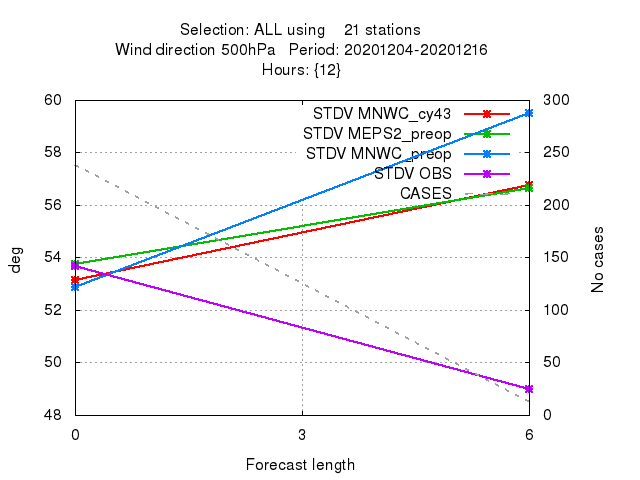 Selection: ALL using    21 stations
Wind direction 500hPa   Period: 20201204-20201216
Hours: {12}
60 300
STDV MNWC_cy43
STDV MEPS2_preop
58 250
STDV MNWC_preop
STDV OBS
CASES
56 200
54 150
deg
No cases
52 100
50 50
48 0
0 3 6
Forecast length